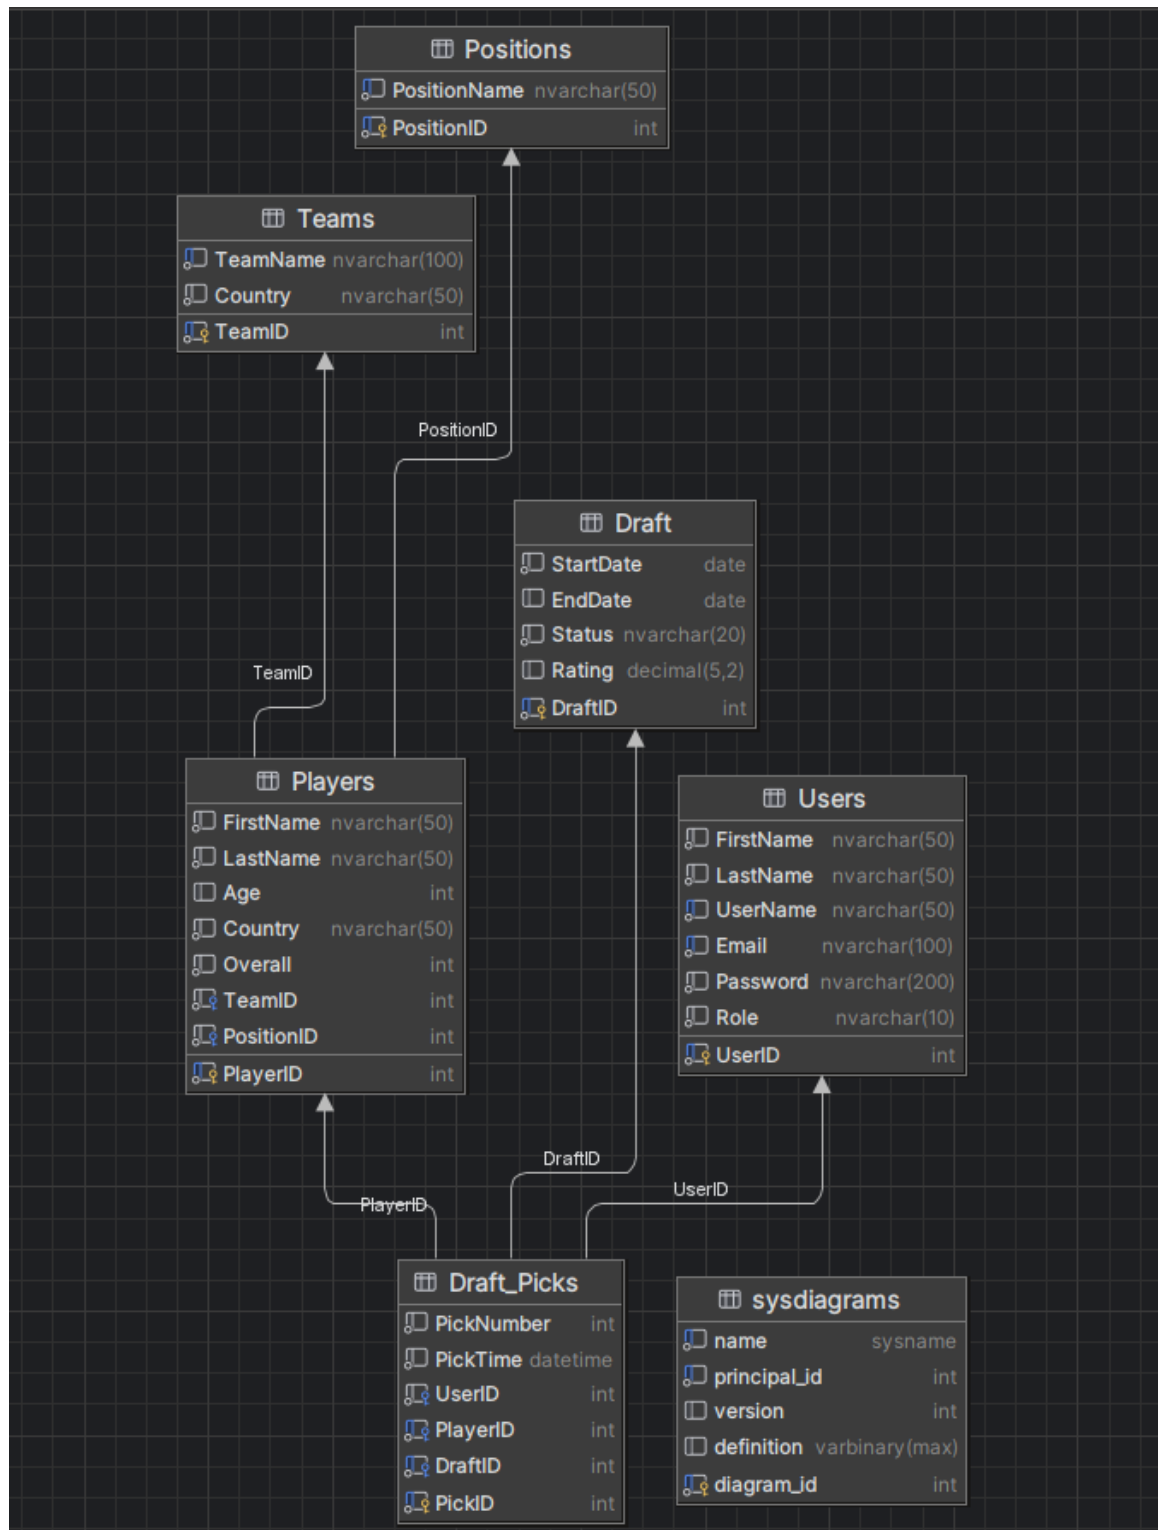 Positions
PositionName nvarchar(50)
PositionID int
Teams
TeamName nvarchar(100)
Country nvarchar(50)
TeamID int
PositionID
Draft
StartDate date
EndDate date
Status nvarchar(20)
Rating decimal(5,2)
DraftID int
TeamID
Players
FirstName nvarchar(50)
LastName nvarchar(50)
Age int
Country nvarchar(50)
Overall int
TeamID int
PositionID int
PlayerID int
Users
FirstName nvarchar(50)
LastName nvarchar(50)
UserName nvarchar(50)
Email nvarchar(100)
Password nvarchar(200)
Role nvarchar(10)
UserID int
DraftID
UserID
PlayerID
Draft_Picks
PickNumber int
PickTime datetime
UserID int
PlayerID int
DraftID int
PickID int
sysdiagrams
name sysname
principal_id int
version int
definition varbinary(max)
diagram_id int